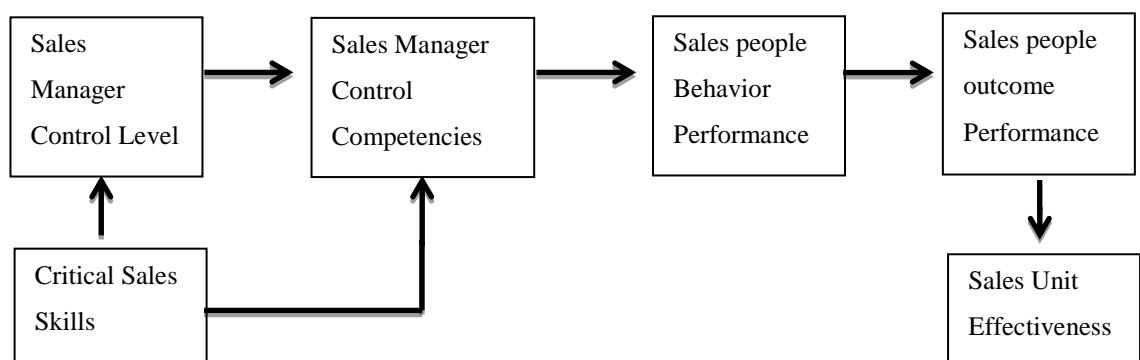 Sales
Manager
Control Level
Sales Manager
Control
Competencies
Sales people
Behavior
Performance
Sales people
outcome
Performance
Critical Sales
Skills
Sales Unit
Effectiveness